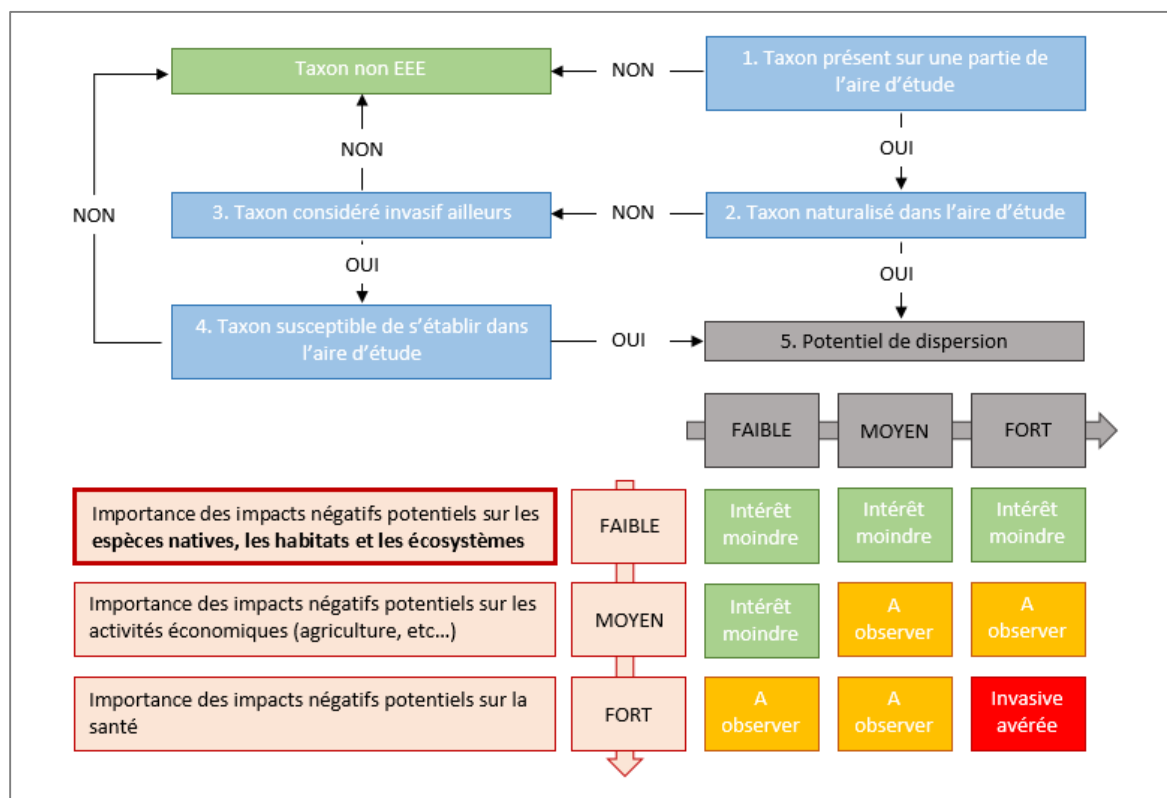 Taxon non EEE
NON
1. Taxon présent sur une partie de
l'aire d'étude
NON
OUI
NON
3. Taxon considéré invasif ailleurs
NON
2. Taxon naturalisé dans l'aire d'étude
OUI
OUI
4. Taxon susceptible de s'établir dans
l'aire d'étude
OUI
5. Potentiel de dispersion
FAIBLE
MOYEN
FORT
Importance des impacts négatifs potentiels sur les
espèces natives, les habitats et les écosystèmes
FAIBLE
Intérêt
moindre
Intérêt
moindre
Intérêt
moindre
Importance des impacts négatifs potentiels sur les
activités économiques (agriculture, etc...)
MOYEN
Intérêt
moindre
A
observer
A
observer
Importance des impacts négatifs potentiels sur la
santé
FORT
A
observer
A
observer
Invasive
avérée